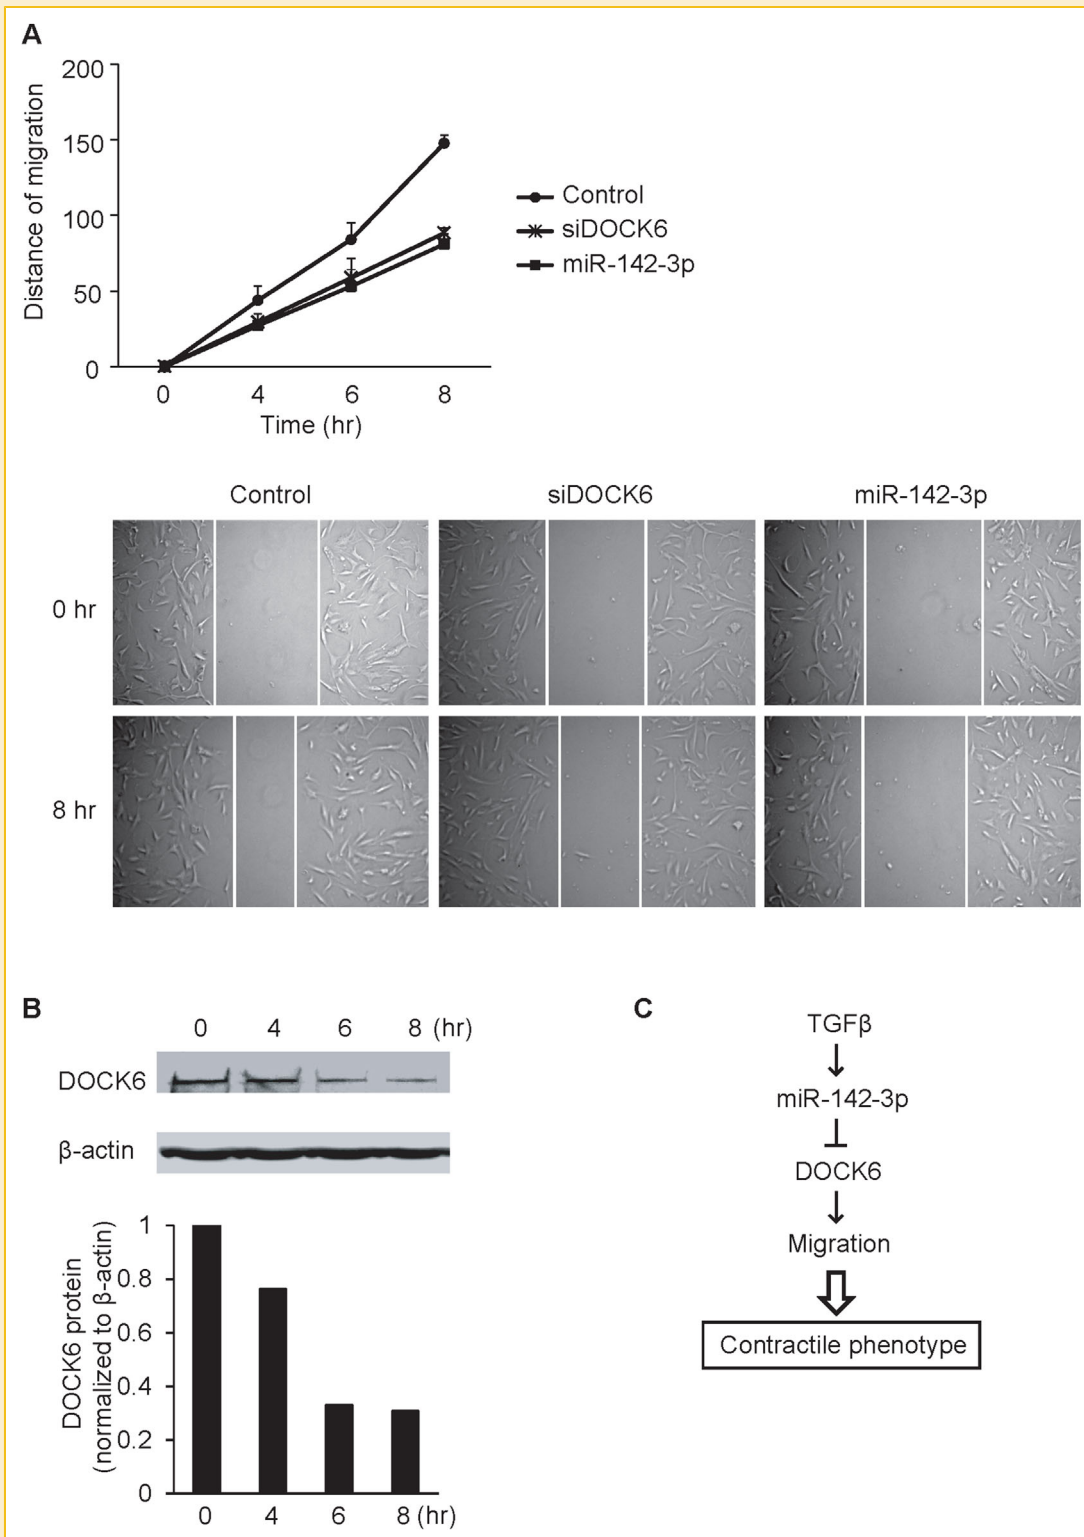 A
200
150
100
50
0
Distance of migration
0 4 6 8
Time (hr)
Control
siDOCK6
miR-142-3p
Control siDOCK6 miR-142-3p
0 hr
8 hr
B
0 4 6 8 (hr)
DOCK6
β-actin
DOCK6 protein
(normalized to β-actin)
1
0.8
0.6
0.4
0.2
0
0 4 6 8 (hr)
C
TGFβ
miR-142-3p
DOCK6
Migration
Contractile phenotype